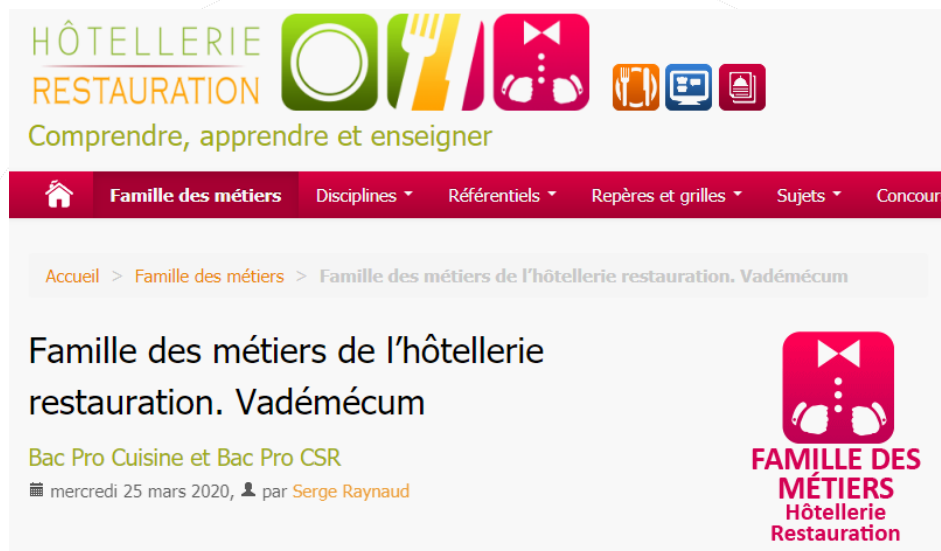 HÔTELLERIE
RESTAURATION
Comprendre, apprendre et enseigner
Famille des métiers Disciplines Référentiels Repères et grilles Sujets Concour
Accueil > Famille des métiers > Famille des métiers de l'hôtellerie restauration. Vadémécum
Famille des métiers de l'hôtellerie
restauration. Vadémécum
Bac Pro Cuisine et Bac Pro CSR
mercredi 25 mars 2020, par Serge Raynaud
FAMILLE DES
MÉTIERS
Hôtellerie
Restauration